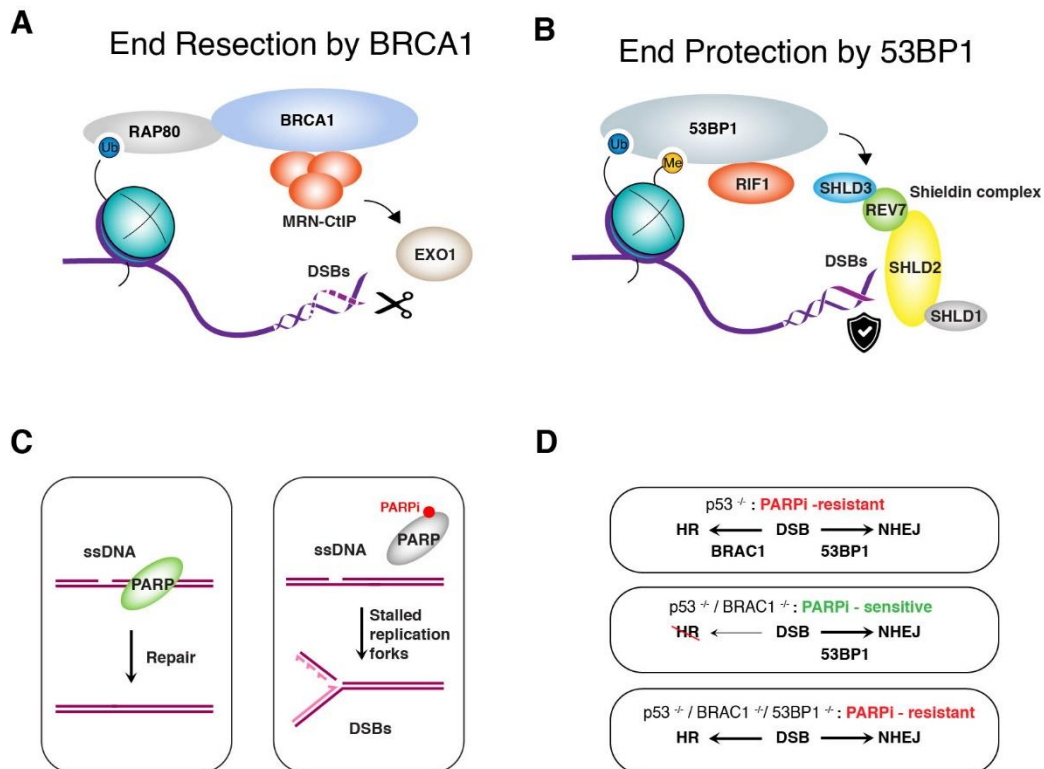 A
End Resection by BRCA1
RAP80
BRCA1
Ub
MRN-CtIP
EXO1
DSBs
B
End Protection by 53BP1
53BP1
Ub
Me
RIF1
SHLD3
Shieldin complex
REV7
DSBs
SHLD2
SHLD1
C
ssDNA
PARP
Repair
PARPi
ssDNA
PARP
Stalled
replication
forks
DSBs
D
p53 -/- : PARPi -resistant
HR DSB NHEJ
BRAC1 53BP1
p53 -/- / BRAC1 -/- : PARPi - sensitive
HR DSB NHEJ
53BP1
p53 -/- / BRAC1 -/-/ 53BP1 -/- : PARPi - resistant
HR DSB NHEJ